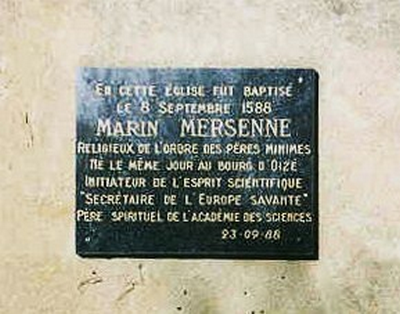 "En cette église fut baptisé
le 8 Septembre 1588
Marin MERSENNE
Religieux de l'ordre des Pères Minimes
Né le même jour au bourg d'Oizé
Initiateur de l'esprit scientifique
"Secrétaire de l'Europe savante"
Père spirituel de l'Académie des Sciences
23-09-88